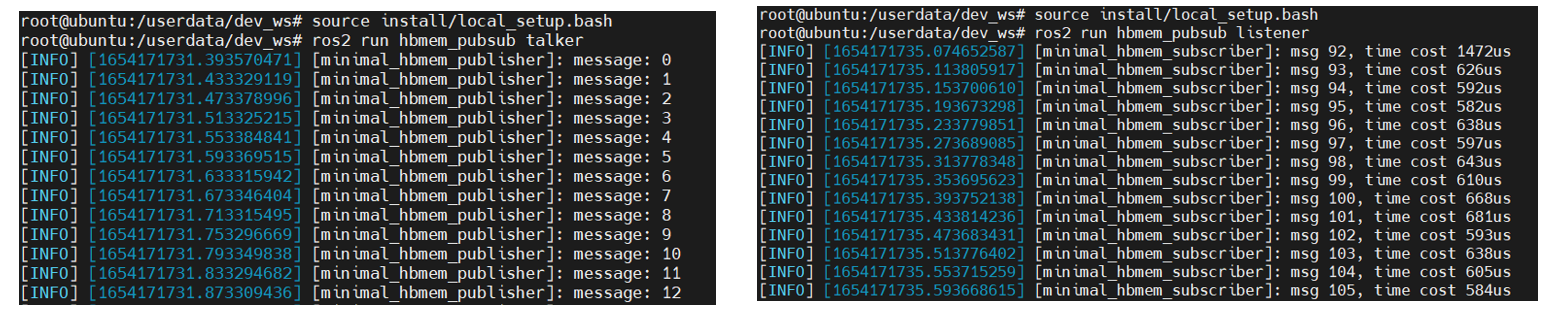 root@ubuntu:/userdata/dev_ws# source install/local_setup.bash
root@ubuntu:/userdata/dev_ws# ros2 run hbmem_pubsub talker
[INFO] [1654171731.393570471] [minimal_hbmem_publisher]: message: 0
[INFO] [1654171731.433329119] [minimal_hbmem_publisher]: message: 1
[INFO] [1654171731.473378996] [minimal_hbmem_publisher]: message: 2
[INFO] [1654171731.513325215] [minimal_hbmem_publisher]: message: 3
[INFO] [1654171731.553384841] [minimal_hbmem_publisher]: message: 4
[INFO] [1654171731.593369515] [minimal_hbmem_publisher]: message: 5
[INFO] [1654171731.633315942] [minimal_hbmem_publisher]: message: 6
[INFO] [1654171731.673346404] [minimal_hbmem_publisher]: message: 7
[INFO] [1654171731.713315495] [minimal_hbmem_publisher]: message: 8
[INFO] [1654171731.753296669] [minimal_hbmem_publisher]: message: 9
[INFO] [1654171731.793349838] [minimal_hbmem_publisher]: message: 10
[INFO] [1654171731.833294682] [minimal_hbmem_publisher]: message: 11
[INFO] [1654171731.873309436] [minimal_hbmem_publisher]: message: 12
root@ubuntu:/userdata/dev_ws# source install/local_setup.bash
root@ubuntu:/userdata/dev_ws# ros2 run hbmem_pubsub listener
[INFO] [1654171735.074652587] [minimal_hbmem_subscriber]: msg 92, time cost 1472us
[INFO] [1654171735.113805917] [minimal_hbmem_subscriber]: msg 93, time cost 626us
[INFO] [1654171735.153700610] [minimal_hbmem_subscriber]: msg 94, time cost 592us
[INFO] [1654171735.193673298] [minimal_hbmem_subscriber]: msg 95, time cost 582us
[INFO] [1654171735.233779851] [minimal_hbmem_subscriber]: msg 96, time cost 638us
[INFO] [1654171735.273689085] [minimal_hbmem_subscriber]: msg 97, time cost 597us
[INFO] [1654171735.313778348] [minimal_hbmem_subscriber]: msg 98, time cost 643us
[INFO] [1654171735.353695623] [minimal_hbmem_subscriber]: msg 99, time cost 610us
[INFO] [1654171735.393752138] [minimal_hbmem_subscriber]: msg 100, time cost 668us
[INFO] [1654171735.433814236] [minimal_hbmem_subscriber]: msg 101, time cost 681us
[INFO] [1654171735.473683431] [minimal_hbmem_subscriber]: msg 102, time cost 593us
[INFO] [1654171735.513776402] [minimal_hbmem_subscriber]: msg 103, time cost 638us
[INFO] [1654171735.553715259] [minimal_hbmem_subscriber]: msg 104, time cost 605us
[INFO] [1654171735.593668615] [minimal_hbmem_subscriber]: msg 105, time cost 584us